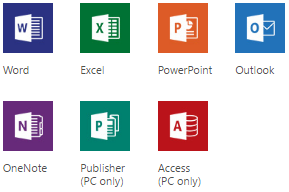 Word Excel PowerPoint Outlook
OneNote Publisher Access
(PC only) (PC only)